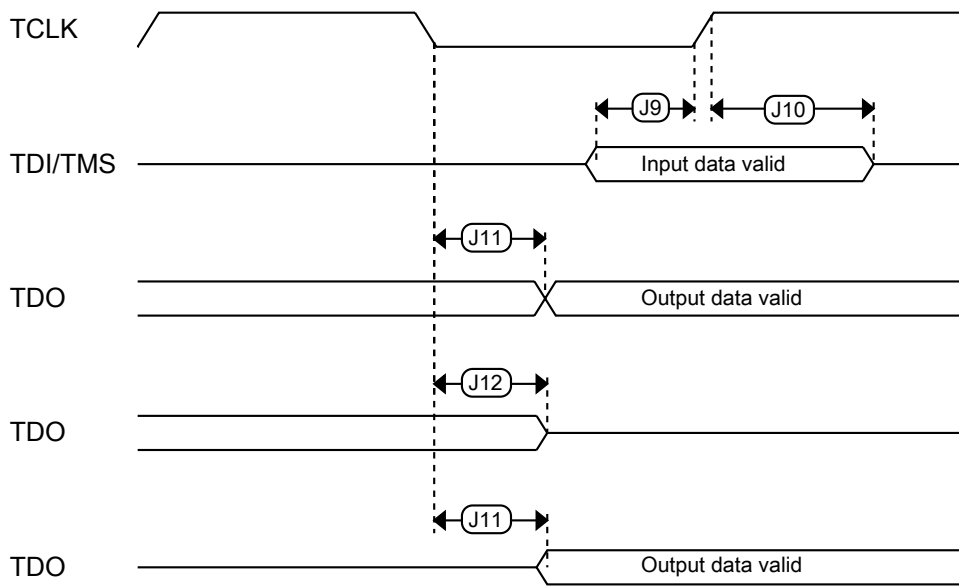 TCLK
J9
J10
TDI/TMS
Input data valid
J11
TDO
Output data valid
J12
TDO
J11
TDO
Output data valid